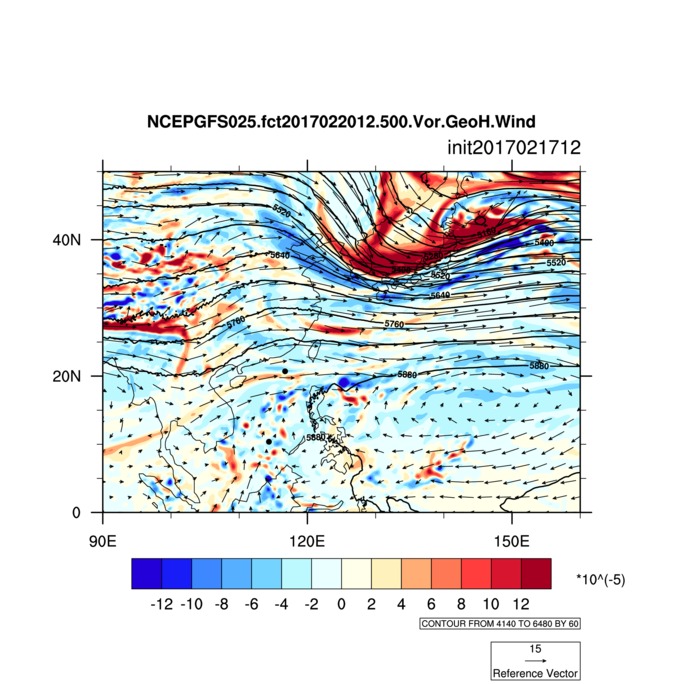 NCEPGFS025.fct2017022012.500.Vor.GeoH.Wind
init2017021712
5520
5640
5400
5520
5520
5640
5760
5760
5880
5880
5880
40N
20N
0
90E
120E
150E
-12 -10 -8 -6 -4 -2 0 2 4 6 8 10 12
*10^(-5)
CONTOUR FROM 4140 TO 6480 BY 60
15
Reference Vector